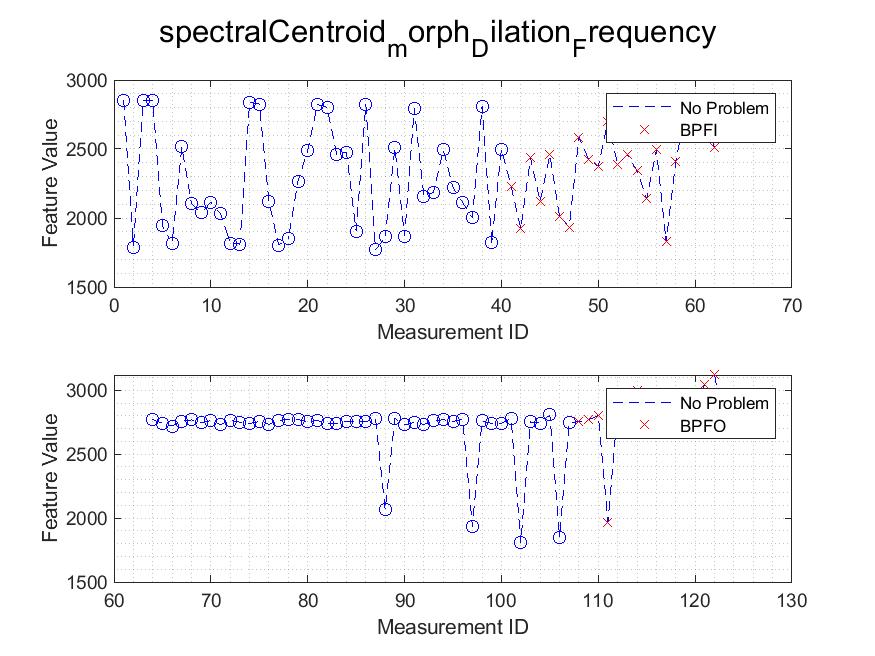 spectralCentroid_morph_Dilation_Frequency
3000
2500
2000
1500
Feature Value
0 10 20 30 40 50 60 70
Measurement ID
No Problem
BPFI
3000
2500
2000
1500
Feature Value
60 70 80 90 100 110 120 130
Measurement ID
No Problem
BPFO